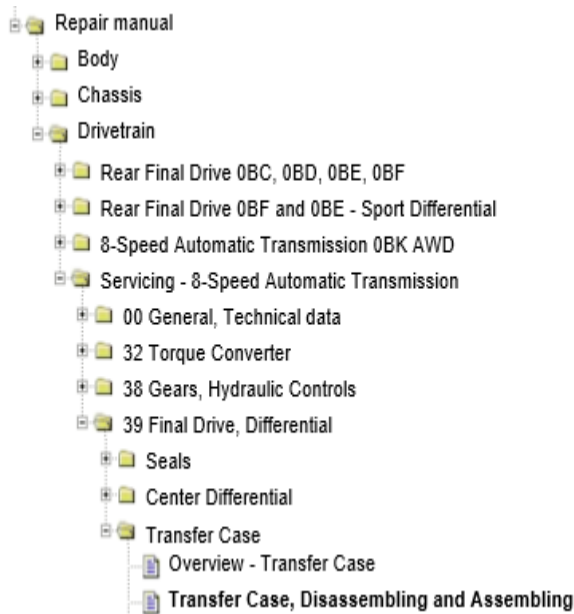 Repair manual
Body
Chassis
Drivetrain
Rear Final Drive 0BC, 0BD, 0BE, 0BF
Rear Final Drive 0BF and 0BE - Sport Differential
8-Speed Automatic Transmission 0BK AWD
Servicing - 8-Speed Automatic Transmission
00 General, Technical data
32 Torque Converter
38 Gears, Hydraulic Controls
39 Final Drive, Differential
Seals
Center Differential
Transfer Case
Overview - Transfer Case
Transfer Case, Disassembling and Assembling